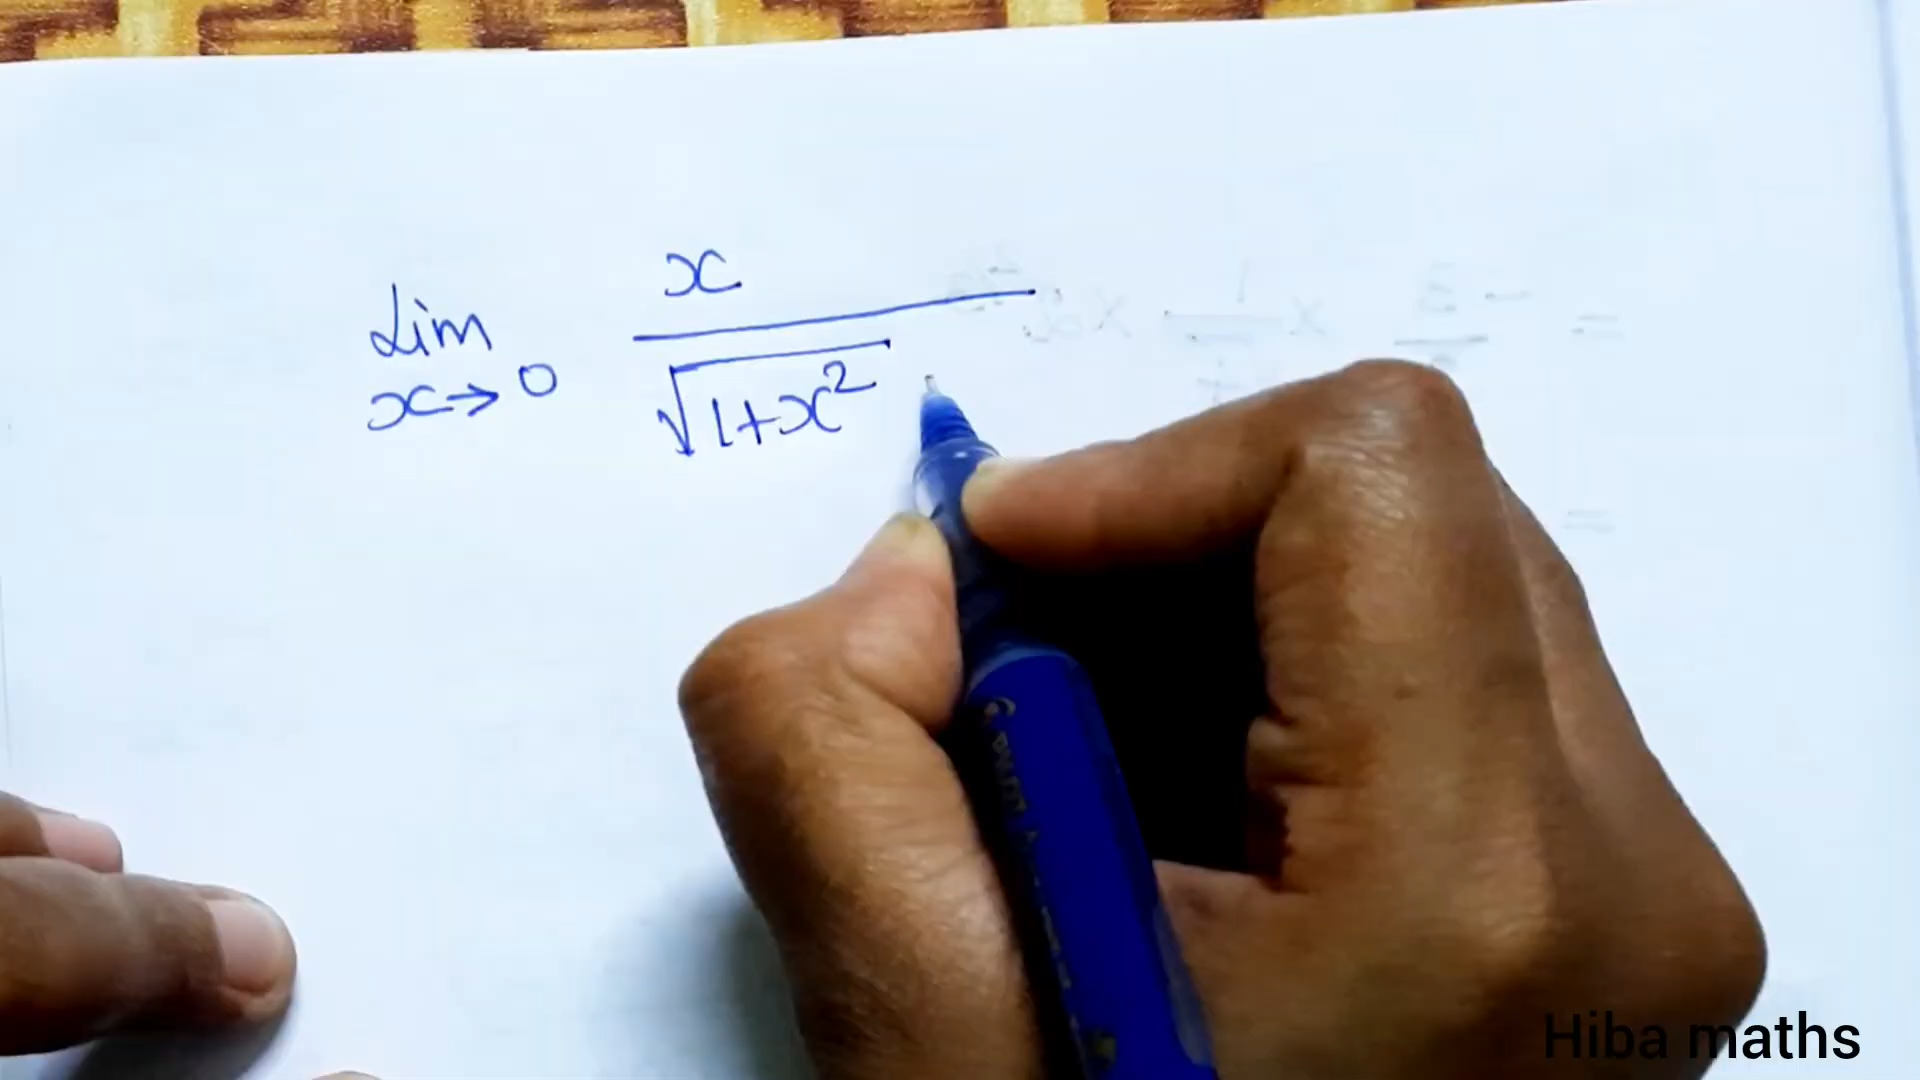 Lim x→0 x / √1+x²
Hiba maths